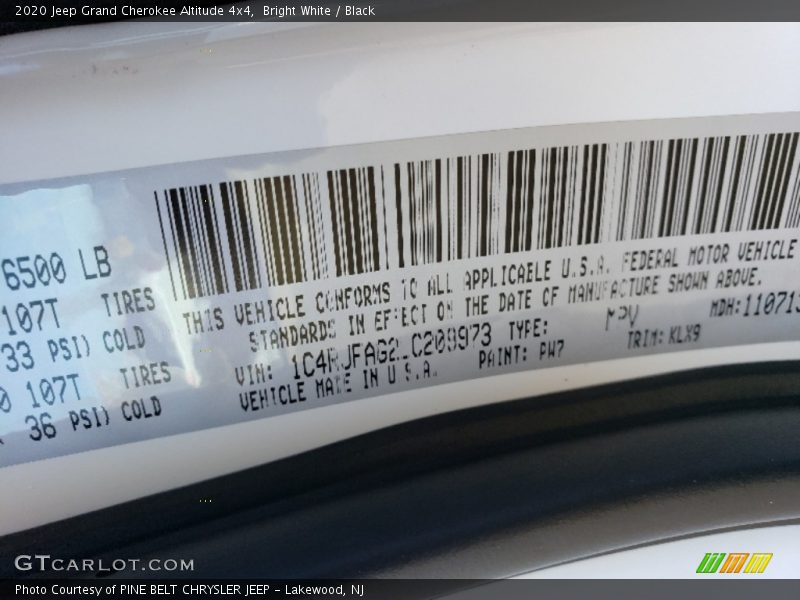 2020 Jeep Grand Cherokee Altitude 4x4, Bright White / Black
6500 LB
107T TIRES
33 PSI) COLD
107T TIRES
36 PSI) COLD
THIS VEHICLE CONFORMS TO ALL APPLICABLE U.S.A. FEDERAL MOTOR VEHICLE
STANDARDS IN EFFECT ON THE DATE OF MANUFACTURE SHOWN ABOVE.
VIN: TYPE: MPV MDH:11071
VEHICLE MADE IN U.S.A. PAINT: PW7 TRIM: KLX9
GTCARLOT.COM
Photo Courtesy of PINE BELT CHRYSLER JEEP - Lakewood, NJ